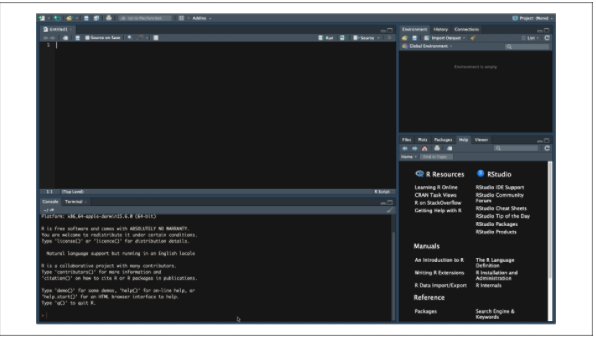 Go to file/function
Addins
Project: (None)
Untitled1
Source on Save
Run
Source
1
1:1
(Top Level)
R Script
Console
Terminal
Platform: x86_64-apple-darwin15.6.0 (64-bit)
R is free software and comes with ABSOLUTELY NO WARRANTY.
You are welcome to redistribute it under certain conditions.
Type 'license()' or 'licence()' for distribution details.
Natural language support but running in an English locale
R is a collaborative project with many contributors.
Type 'contributors()' for more information and
'citation()' on how to cite R or R packages in publications.
Type 'demo()' for some demos, 'help()' for on-line help, or
'help.start()' for an HTML browser interface to help.
Type 'q()' to quit R.
>
Environment
History
Connections
Import Dataset
List
Global Environment
Environment is empty
Files
Plots
Packages
Help
Viewer
Home
Find in Topic
R Resources
Learning R Online
CRAN Task Views
R on StackOverflow
Getting Help with R
RStudio
RStudio IDE Support
RStudio Community
Forum
RStudio Cheat Sheets
RStudio Tip of the Day
RStudio Packages
RStudio Products
Manuals
An Introduction to R
The R Language
Definition
Writing R Extensions
R Installation and
Administration
R Data Import/Export
R Internals
Reference
Packages
Search Engine &
Keywords